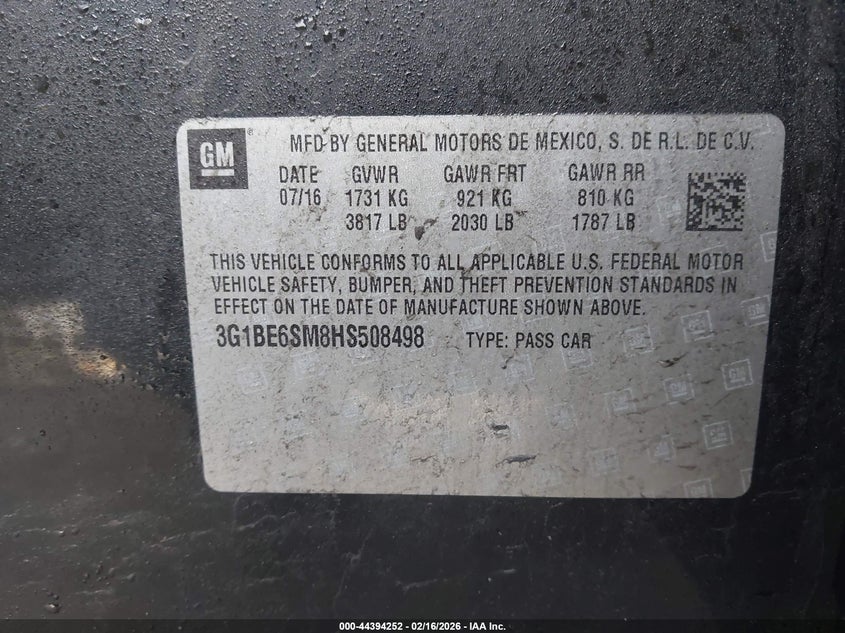 GM
MFD BY GENERAL MOTORS DE MEXICO, S. DE R.L. DE C.V.
DATE GVWR GAWR FRT GAWR RR
07/16 1731 KG 921 KG 810 KG
3817 LB 2030 LB 1787 LB
THIS VEHICLE CONFORMS TO ALL APPLICABLE U.S. FEDERAL MOTOR
VEHICLE SAFETY, BUMPER, AND THEFT PREVENTION STANDARDS IN
EFFECT ON THE DATE OF MANUFACTURE SHOWN ABOVE.
3G1BE6SM8HS508498 TYPE: PASS CAR
000-44394252 - 02/16/2026 - IAA Inc.